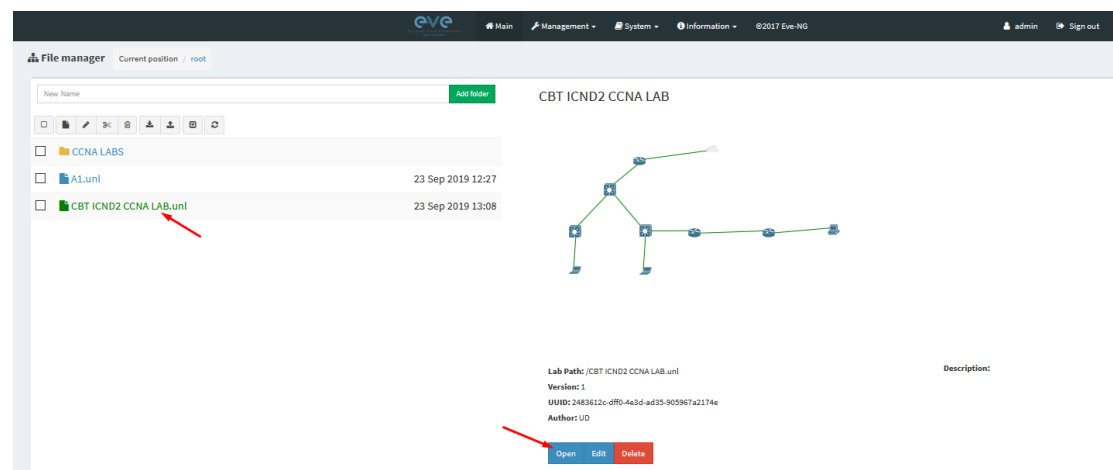 eve
Main
Management
System
Information
©2017 Eve-NG
admin
Sign out
File manager
Current position / root
New Name
Add folder
CCNA LABS
A1.unl
23 Sep 2019 12:27
CBT ICND2 CCNA LAB.unl
23 Sep 2019 13:08
CBT ICND2 CCNA LAB
Lab Path: /CBT ICND2 CCNA LAB.unl
Description:
Version: 1
UUID: 2483612c-dff0-4e3d-ad35-905967a2174e
Author: UD
Open
Edit
Delete